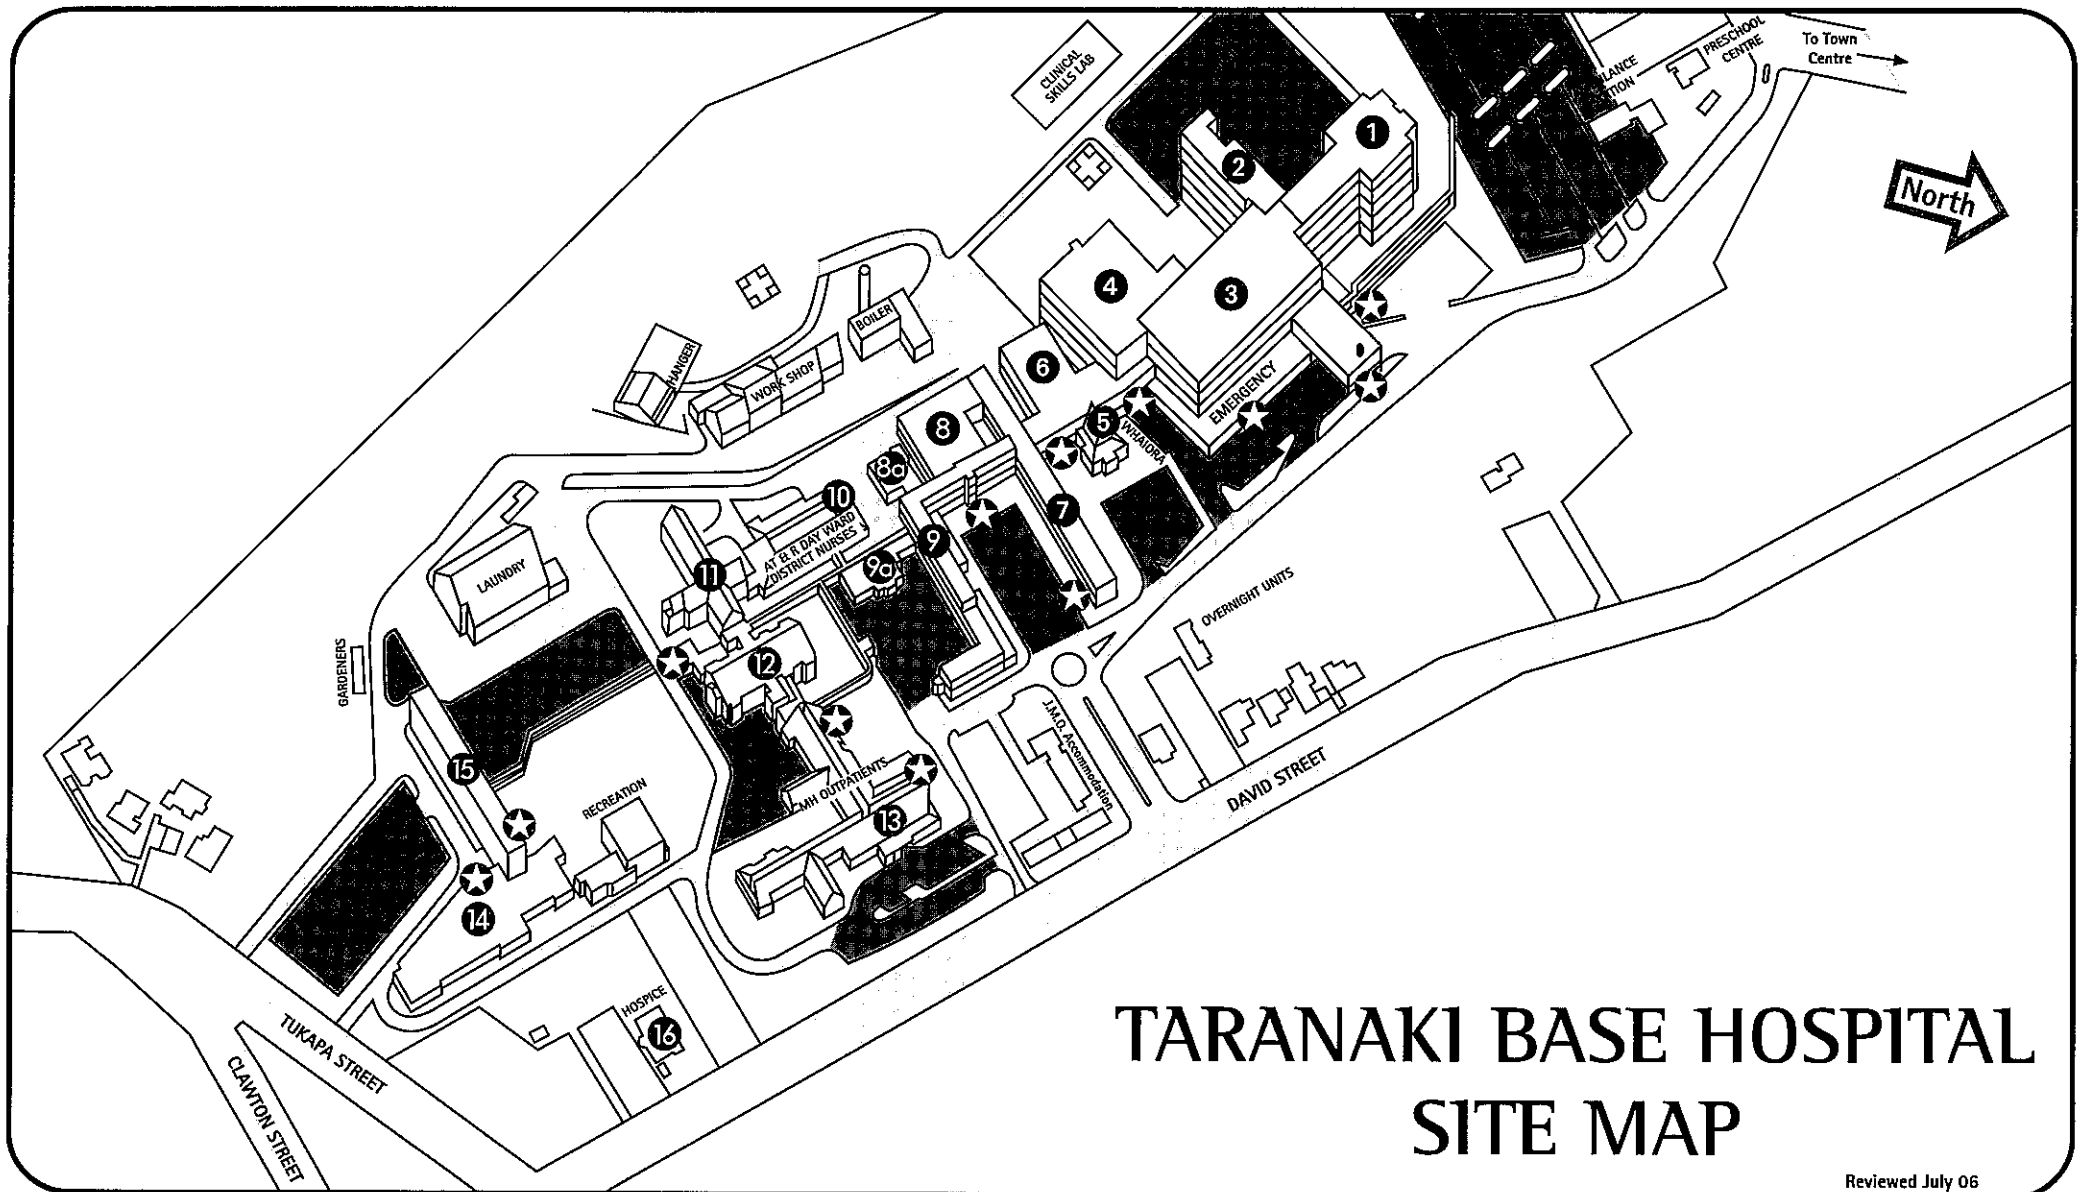 CLINICAL
SKILLS LAB
PRESCHOOL
CENTRE
To Town
Centre
1
2
North
4
3
BOILER
HANGER
WORK SHOP
6
EMERGENCY
5
WHAIORA
8
8a
10
7
AT & R DAY WARD
DISTRICT NURSES
9
9a
11
LAUNDRY
OVERNIGHT UNITS
GARDENERS
12
J.M.O. Accommodation
15
RECREATION
MH OUTPATIENTS
13
DAVID STREET
14
HOSPICE
16
TUKAPA STREET
CLAWTON STREET
TARANAKI BASE HOSPITAL
SITE MAP
Reviewed July 06